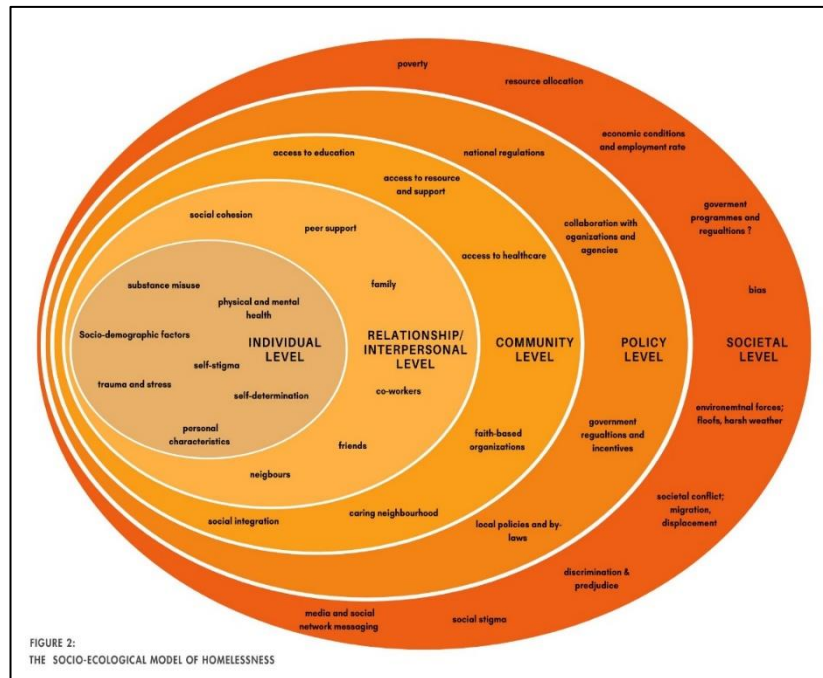 poverty
resource allocation
economic conditions
and employment rate
goverment
programmes and
regualtions ?
bias
SOCIETAL
LEVEL
environemtnal forces;
floofs, harsh weather
societal conflict;
migration,
displacement
discrimination &
predjudice
social stigma
media and social
network messaging
national regulations
collaboration with
oganizations and
agencies
POLICY
LEVEL
government
regualtions and
incentives
local policies and by-
laws
access to education
access to resource
and support
access to healthcare
COMMUNITY
LEVEL
faith-based
organizations
caring neighbourhood
social integration
social cohesion
peer support
family
RELATIONSHIP/
INTERPERSONAL
LEVEL
co-workers
friends
neigbours
substance misuse
physical and mental
health
Socio-demographic factors
INDIVIDUAL
LEVEL
self-stigma
trauma and stress
self-determination
personal
characteristics
FIGURE 2:
THE SOCIO-ECOLOGICAL MODEL OF HOMELESSNESS